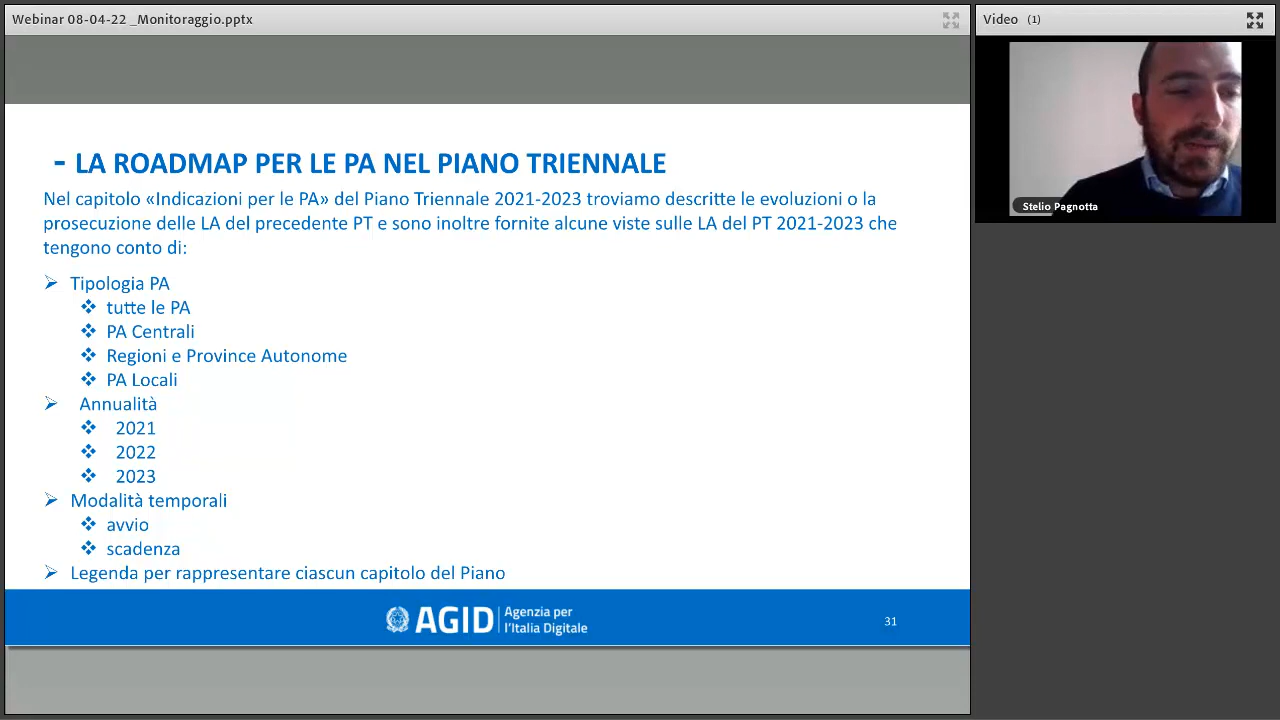 Webinar 08-04-22 _Monitoraggio.pptx
Video (1)
Stelio Pagnotta
- LA ROADMAP PER LE PA NEL PIANO TRIENNALE
Nel capitolo «Indicazioni per le PA» del Piano Triennale 2021-2023 troviamo descritte le evoluzioni o la
prosecuzione delle LA del precedente PT e sono inoltre fornite alcune viste sulle LA del PT 2021-2023 che
tengono conto di:
Tipologia PA
tutte le PA
PA Centrali
Regioni e Province Autonome
PA Locali
Annualità
2021
2022
2023
Modalità temporali
avvio
scadenza
Legenda per rappresentare ciascun capitolo del Piano
AGID
Agenzia per
l'Italia Digitale
31